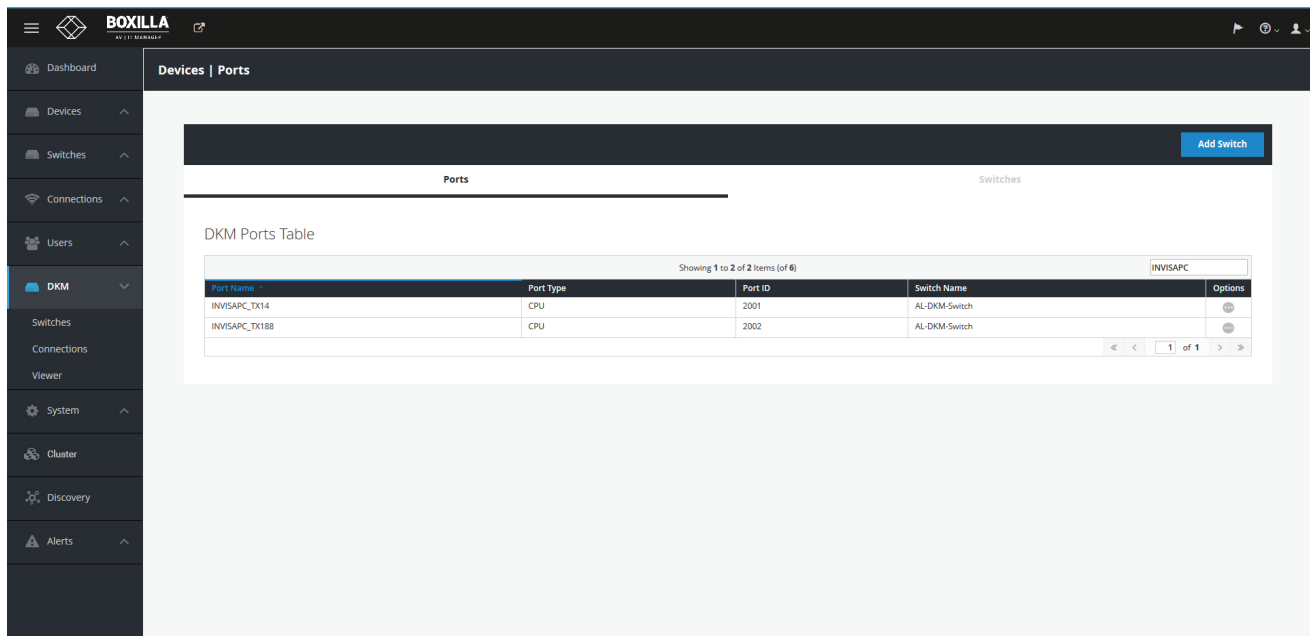 BOXILLA
AV | IT MANAGER
Dashboard
Devices | Ports
Devices
Switches
Connections
Users
DKM
Switches
Connections
Viewer
System
Cluster
Discovery
Alerts
Add Switch
Ports Switches
DKM Ports Table
Showing 1 to 2 of 2 Items (of 6) INVISAPC
Port Name Port Type Port ID Switch Name Options
INVISAPC_TX14 CPU 2001 AL-DKM-Switch
INVISAPC_TX188 CPU 2002 AL-DKM-Switch
« < 1 of 1 > »